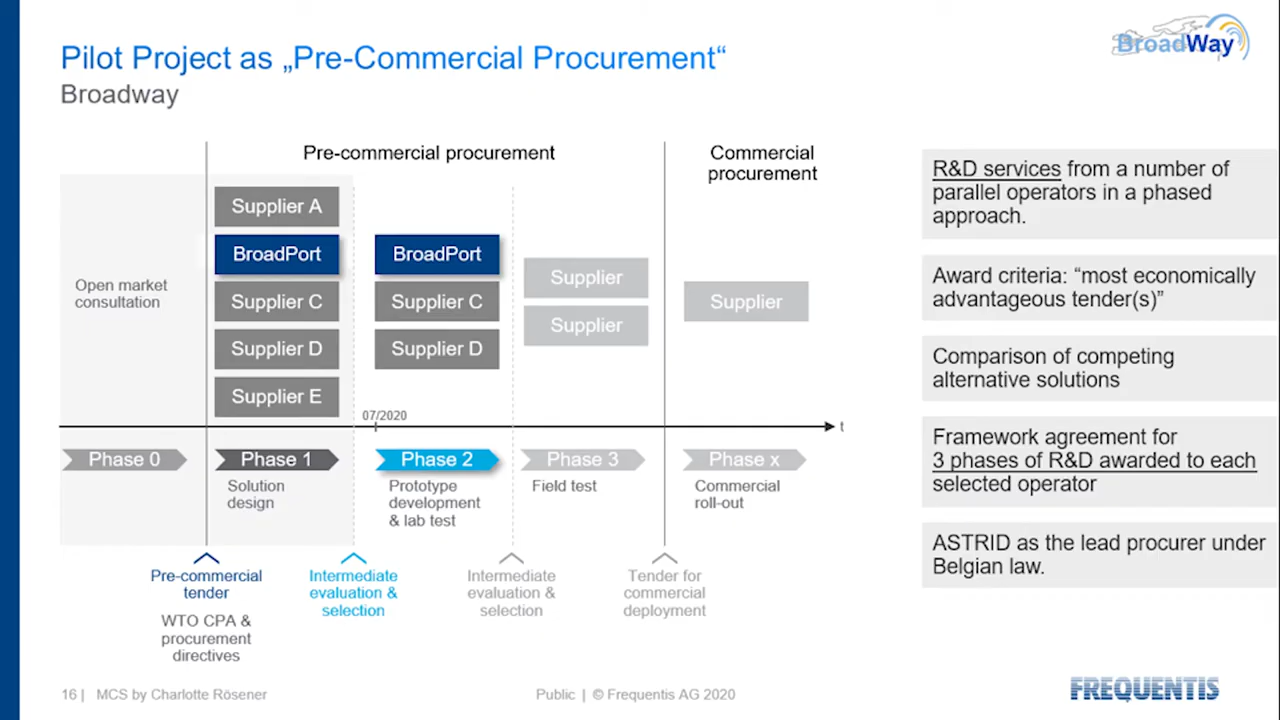 Pilot Project as „Pre-Commercial Procurement“
Broadway
BroadWay
Pre-commercial procurement
Commercial
procurement
Open market
consultation
Supplier A
BroadPort
Supplier C
Supplier D
Supplier E
BroadPort
Supplier C
Supplier D
Supplier
Supplier
Supplier
07/2020
t
Phase 0
Phase 1
Phase 2
Phase 3
Phase x
Solution
design
Prototype
development
& lab test
Field test
Commercial
roll-out
Pre-commercial
tender
WTO CPA &
procurement
directives
Intermediate
evaluation &
selection
Intermediate
evaluation &
selection
Tender for
commercial
deployment
R&D services from a number of
parallel operators in a phased
approach.
Award criteria: “most economically
advantageous tender(s)”
Comparison of competing
alternative solutions
Framework agreement for
3 phases of R&D awarded to each
selected operator
ASTRID as the lead procurer under
Belgian law.
16 | MCS by Charlotte Rösener
Public | © Frequentis AG 2020
FREQUENTIS